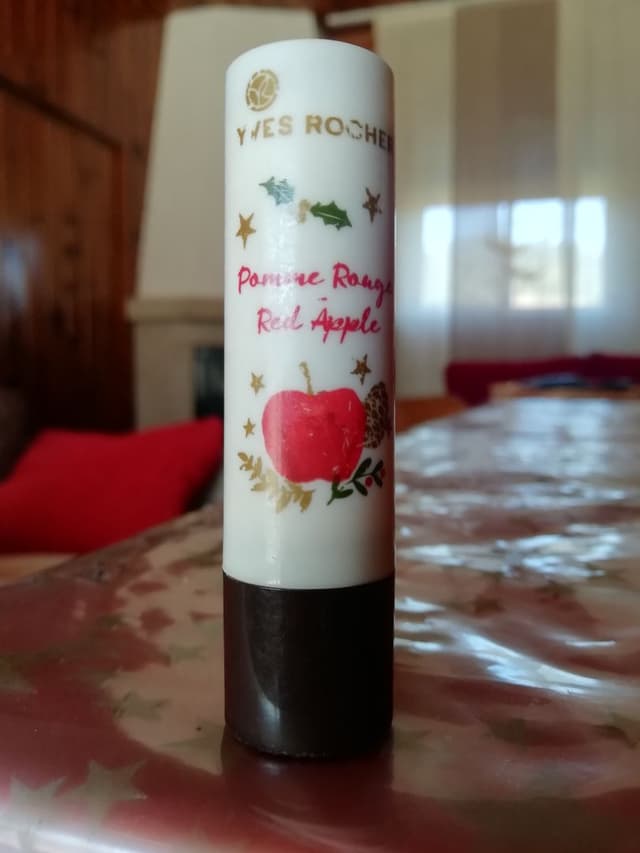 YVES ROCHER
Pomme Rouge
-
Red Apple